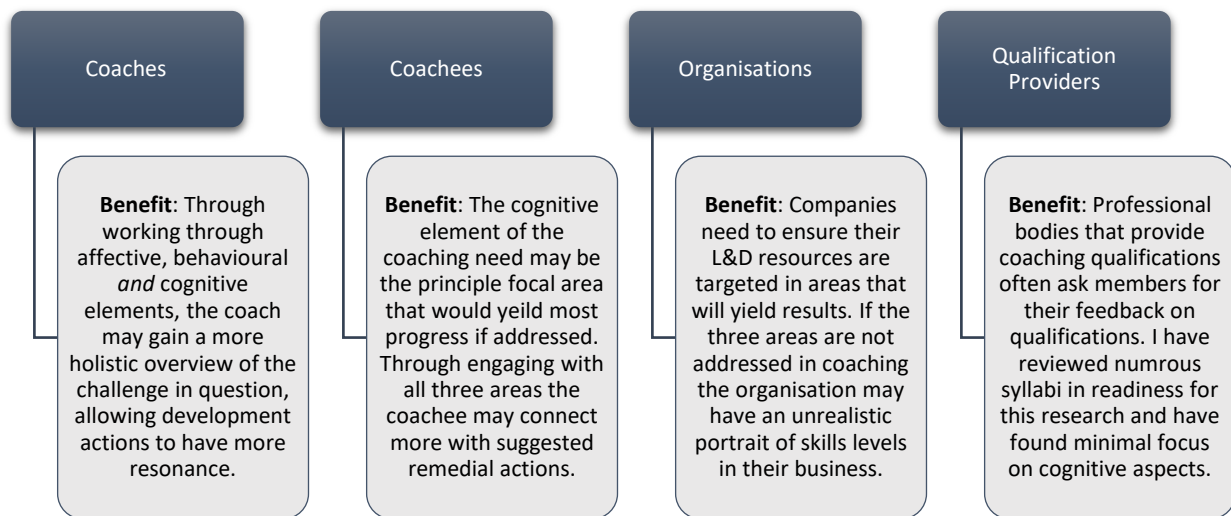 Coaches
Benefit: Through
working through
affective, behavioural
and cognitive
elements, the coach
may gain a more
holistic overview of the
challenge in question,
allowing development
actions to have more
resonance.
Coachees
Benefit: The cognitive
element of the
coaching need may be
the principle focal area
that would yeild most
progress if addressed.
Through engaging with
all three areas the
coachee may connect
more with suggested
remedial actions.
Organisations
Benefit: Companies
need to ensure their
L&D resources are
targeted in areas that
will yield results. If the
three areas are not
addressed in coaching
the organisation may
have an unrealistic
portrait of skills levels
in their business.
Qualification
Providers
Benefit: Professional
bodies that provide
coaching qualifications
often ask members for
their feedback on
qualifications. I have
reviewed numrous
syllabi in readiness for
this research and have
found minimal focus
on cognitive aspects.